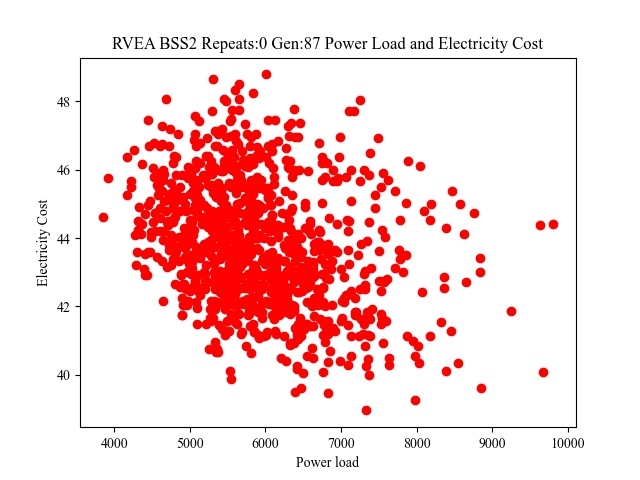 RVEA BSS2 Repeats:0 Gen:87 Power Load and Electricity Cost
48
46
44
42
40
Electricity Cost
4000 5000 6000 7000 8000 9000 10000
Power load